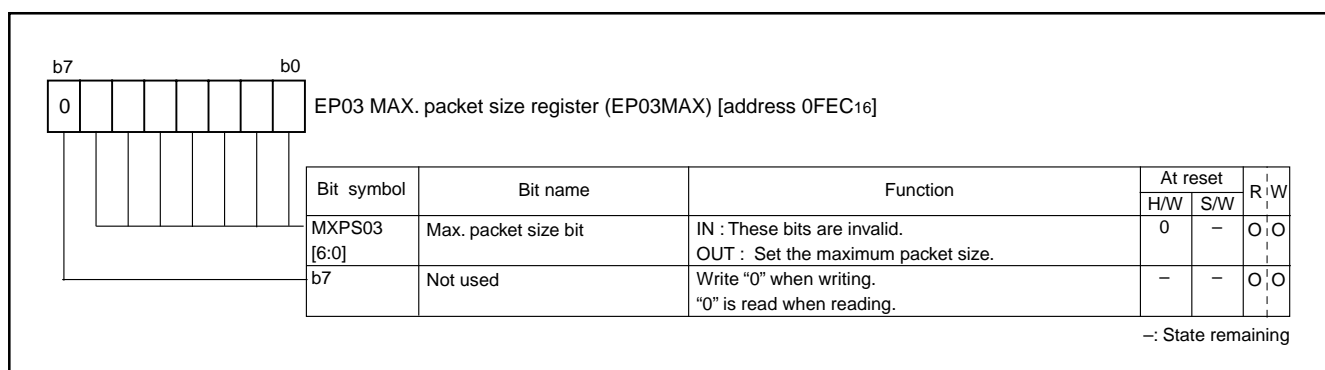 b7 b0
0 EP03 MAX. packet size register (EP03MAX) [address 0FEC16]
Bit symbol Bit name Function At reset R W
H/W S/W
MXPS03 Max. packet size bit IN : These bits are invalid. 0 – O O
[6:0] OUT : Set the maximum packet size.
b7 Not used Write “0” when writing. – – O O
“0” is read when reading.
–: State remaining